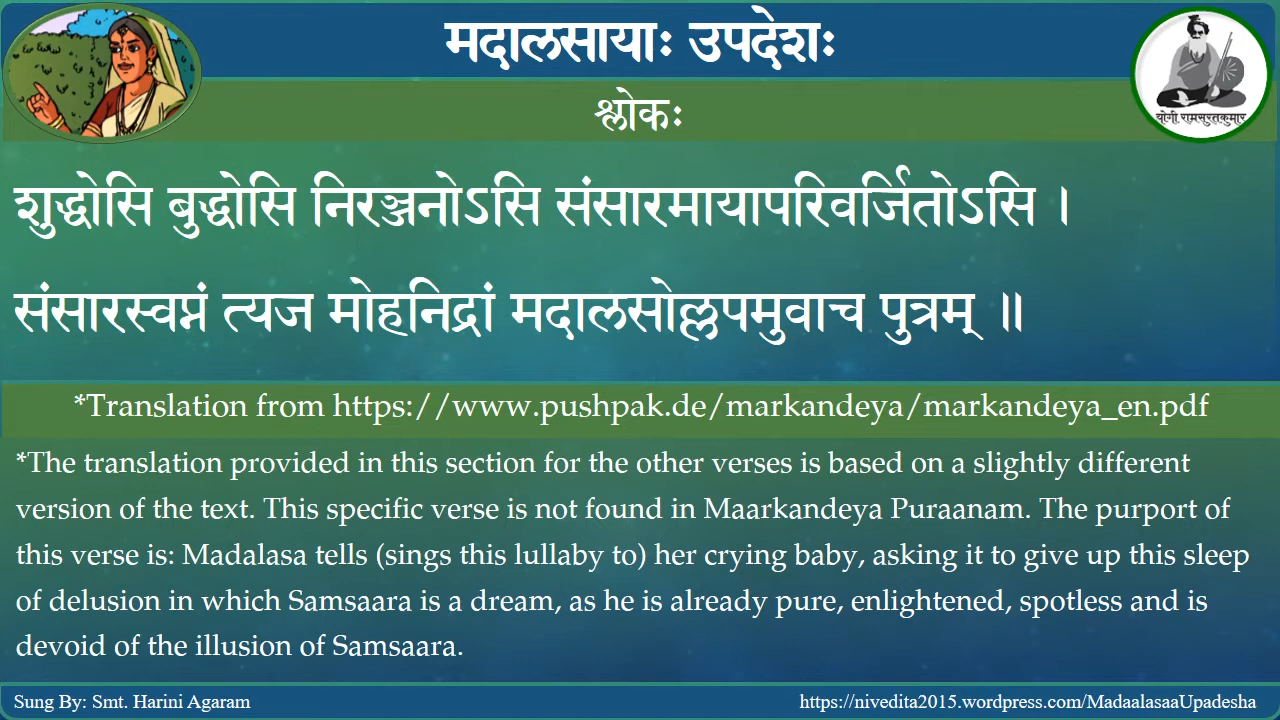 मदालसायाः उपदेशः
योगी रामसुरतकुमार
श्लोकः
शुद्धोसि बुद्धोसि निरञ्जनोऽसि संसारमायापरिवर्जितोऽसि ।
संसारस्वप्नं त्यज मोहनिद्रां मदालसोल्लपमुवाच पुत्रम् ॥
*Translation from https://www.pushpak.de/markandeya/markandeya_en.pdf
*The translation provided in this section for the other verses is based on a slightly different
version of the text. This specific verse is not found in Maarkandeya Puraanam. The purport of
this verse is: Madalasa tells (sings this lullaby to) her crying baby, asking it to give up this sleep
of delusion in which Samsaara is a dream, as he is already pure, enlightened, spotless and is
devoid of the illusion of Samsaara.
Sung By: Smt. Harini Agaram
https://nivedita2015.wordpress.com/MadaalasaaUpadesha